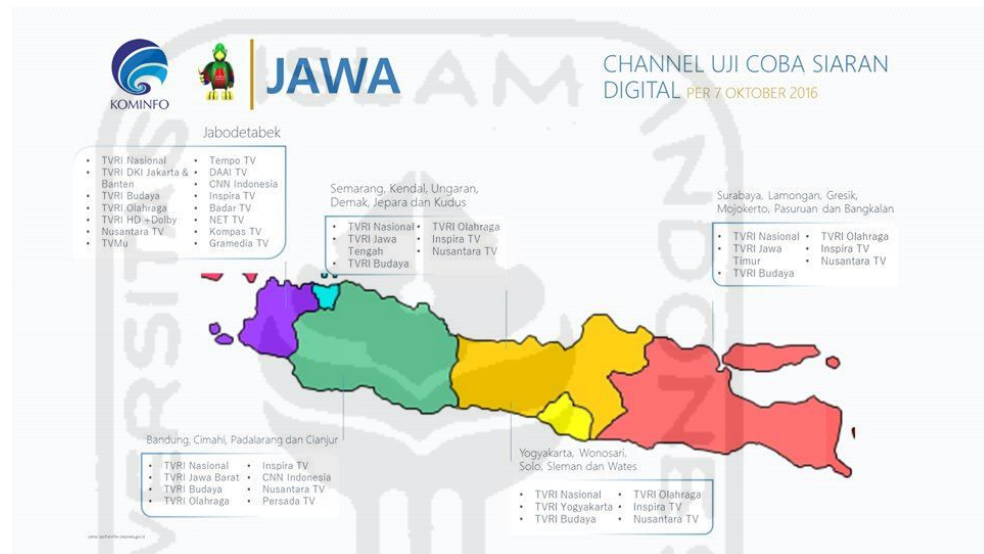 KOMINFO
JAWA
CHANNEL UJI COBA SIARAN
DIGITAL PER 7 OKTOBER 2016
Jabodetabek
• TVRI Nasional
• TVRI DKI Jakarta &
Banten
• TVRI Budaya
• TVRI Olahraga
• TVRI HD +Dolby
• Nusantara TV
• TVMu
• Tempo TV
• DAAI TV
• CNN Indonesia
• Inspira TV
• Badar TV
• NET TV
• Kompas TV
• Gramedia TV
Semarang, Kendal, Ungaran,
Demak, Jepara dan Kudus
• TVRI Nasional
• TVRI Jawa
Tengah
• TVRI Budaya
• TVRI Olahraga
• Inspira TV
• Nusantara TV
Surabaya, Lamongan, Gresik,
Mojokerto, Pasuruan dan Bangkalan
• TVRI Nasional
• TVRI Jawa
Timur
• TVRI Budaya
• TVRI Olahraga
• Inspira TV
• Nusantara TV
Bandung, Cimahi, Padalarang dan Cianjur
• TVRI Nasional
• TVRI Jawa Barat
• TVRI Budaya
• TVRI Olahraga
• Inspira TV
• CNN Indonesia
• Nusantara TV
• Persada TV
Yogyakarta, Wonosari,
Solo, Sleman dan Wates
• TVRI Nasional
• TVRI Yogyakarta
• TVRI Budaya
• TVRI Olahraga
• Inspira TV
• Nusantara TV
ISLAM